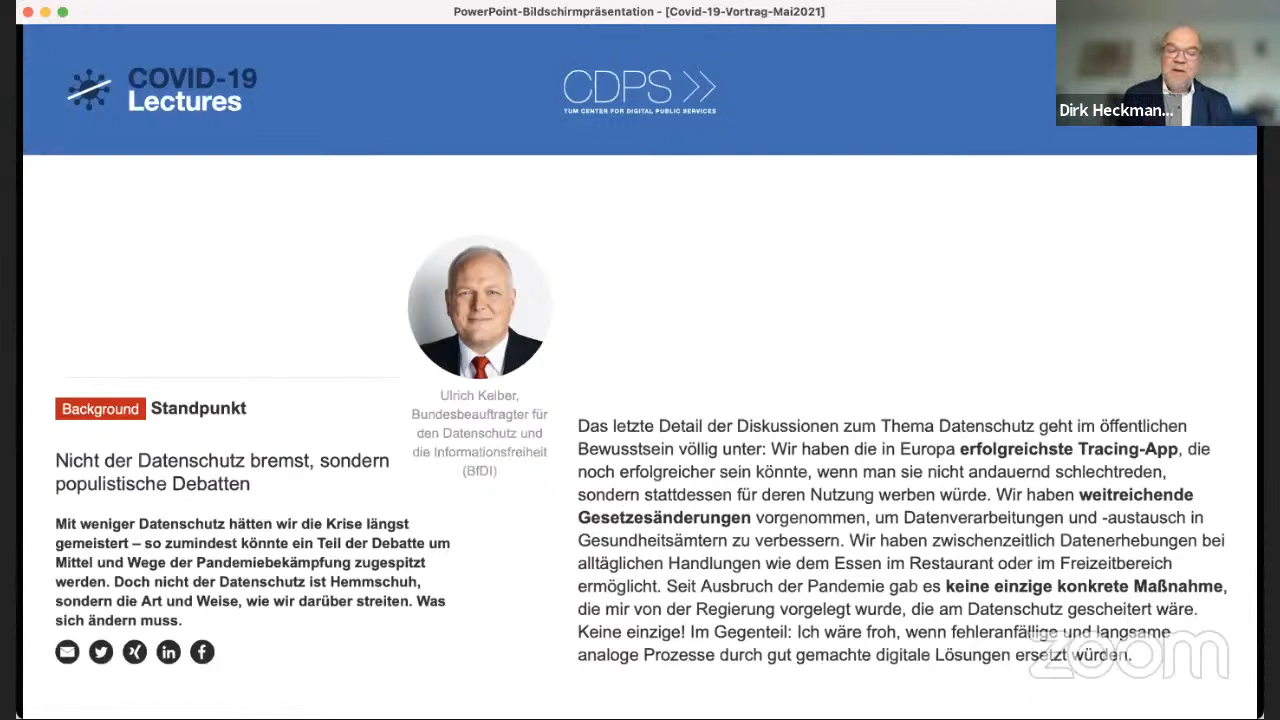 PowerPoint-Bildschirmpräsentation - [Covid-19-Vortrag-Mai2021]
COVID-19
Lectures
CDPS
TUM CENTER FOR DIGITAL PUBLIC SERVICES
Dirk Heckman...
Ulrich Kelber,
Bundesbeauftragter für
den Datenschutz und
die Informationsfreiheit
(BfDI)
Background Standpunkt
Nicht der Datenschutz bremst, sondern
populistische Debatten
Mit weniger Datenschutz hätten wir die Krise längst
gemeistert – so zumindest könnte ein Teil der Debatte um
Mittel und Wege der Pandemiebekämpfung zugespitzt
werden. Doch nicht der Datenschutz ist Hemmschuh,
sondern die Art und Weise, wie wir darüber streiten. Was
sich ändern muss.
Das letzte Detail der Diskussionen zum Thema Datenschutz geht im öffentlichen
Bewusstsein völlig unter: Wir haben die in Europa erfolgreichste Tracing-App, die
noch erfolgreicher sein könnte, wenn man sie nicht andauernd schlechtreden,
sondern stattdessen für deren Nutzung werben würde. Wir haben weitreichende
Gesetzesänderungen vorgenommen, um Datenverarbeitungen und -austausch in
Gesundheitsämtern zu verbessern. Wir haben zwischenzeitlich Datenerhebungen bei
alltäglichen Handlungen wie dem Essen im Restaurant oder im Freizeitbereich
ermöglicht. Seit Ausbruch der Pandemie gab es keine einzige konkrete Maßnahme,
die mir von der Regierung vorgelegt wurde, die am Datenschutz gescheitert wäre.
Keine einzige! Im Gegenteil: Ich wäre froh, wenn fehleranfällige und langsame
analoge Prozesse durch gut gemachte digitale Lösungen ersetzt würden.
zoom